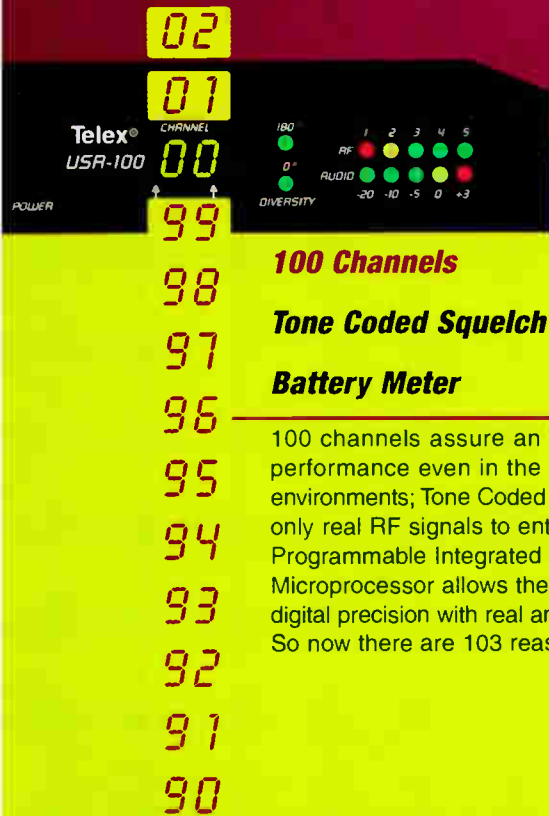 02
01
Telex®
USR-100
CHANNEL
00
180
0°
DIVERSITY
1 2 3 4 5
RF
AUDIO
-20 -10 -5 0 +3
POWER
99
98
97
96
95
94
93
92
91
90
100 Channels
Tone Coded Squelch
Battery Meter
100 channels assure an
performance even in the
environments; Tone Coded
only real RF signals to ent
Programmable Integrated
Microprocessor allows the
digital precision with real an
So now there are 103 reas